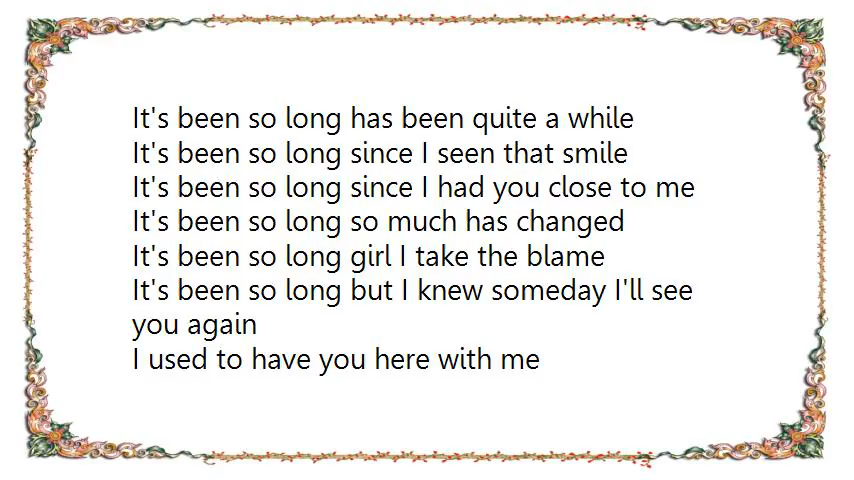 It's been so long has been quite a while
It's been so long since I seen that smile
It's been so long since I had you close to me
It's been so long so much has changed
It's been so long girl I take the blame
It's been so long but I knew someday I'll see
you again
I used to have you here with me